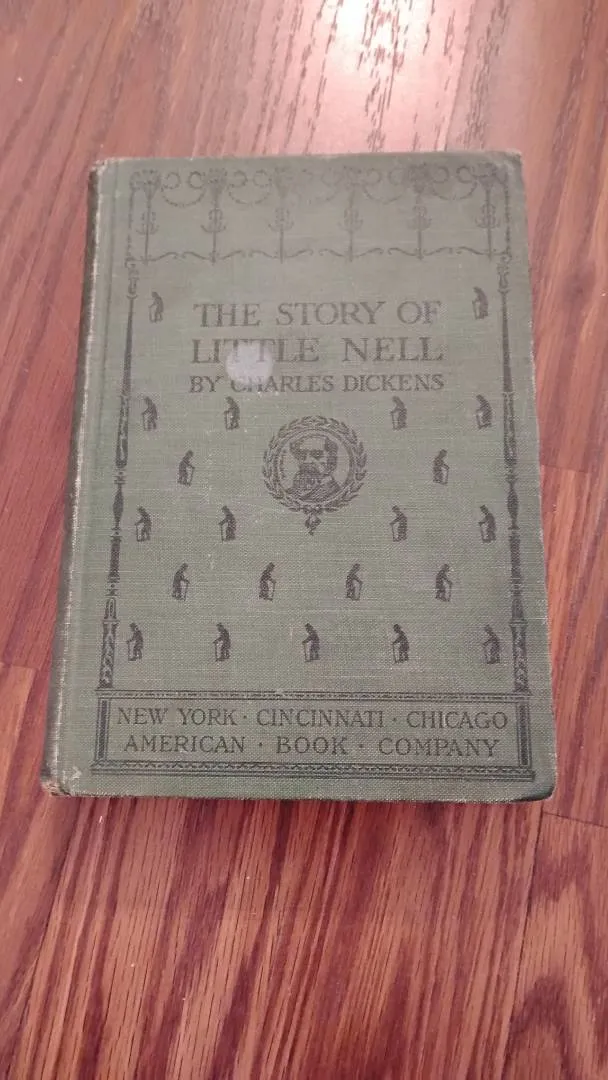 THE STORY OF
LITTLE NELL
BY CHARLES DICKENS
NEW YORK · CINCINNATI · CHICAGO
AMERICAN · BOOK · COMPANY